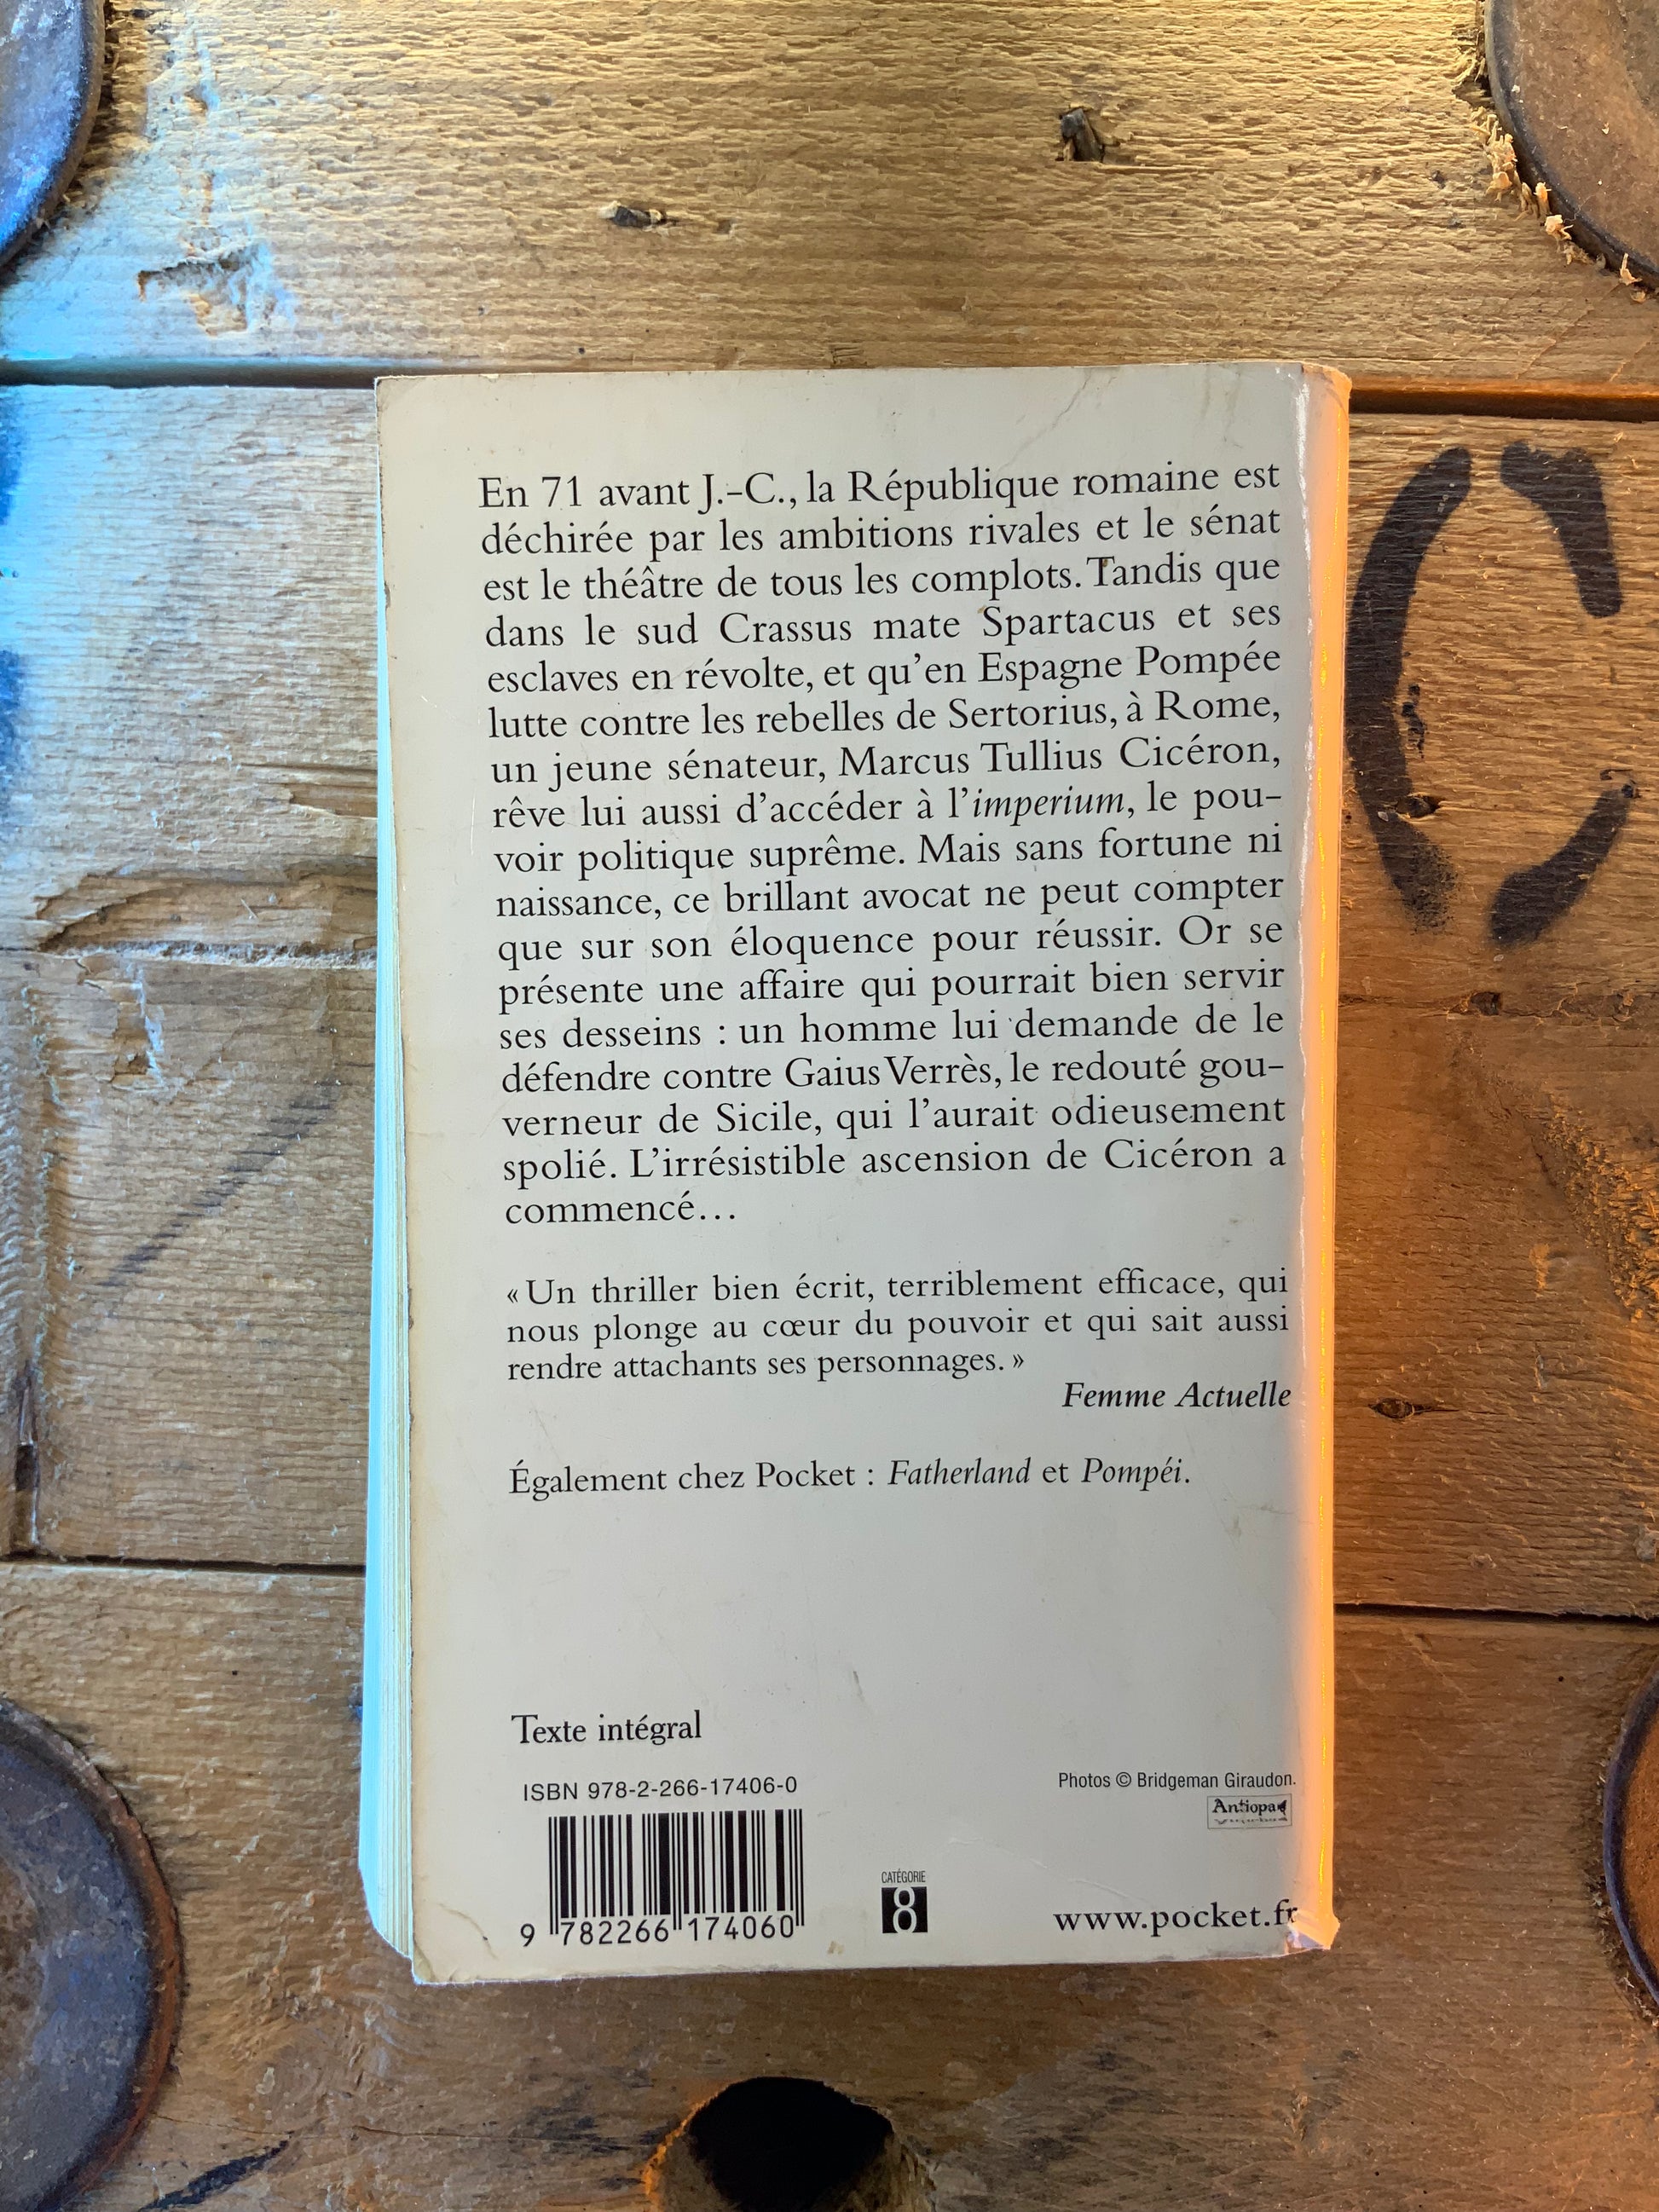 En 71 avant J.-C., la République romaine est
déchirée par les ambitions rivales et le sénat
est le théâtre de tous les complots. Tandis que
dans le sud Crassus mate Spartacus et ses
esclaves en révolte, et qu'en Espagne Pompée
lutte contre les rebelles de Sertorius, à Rome,
un jeune sénateur, Marcus Tullius Cicéron,
rêve lui aussi d'accéder à l'imperium, le pou-
voir politique suprême. Mais sans fortune ni
naissance, ce brillant avocat ne peut compter
que sur son éloquence pour réussir. Or se
présente une affaire qui pourrait bien servir
ses desseins : un homme lui demande de le
défendre contre Gaius Verrès, le redouté gou-
verneur de Sicile, qui l'aurait odieusement
spolié. L'irrésistible ascension de Cicéron a
commencé…
« Un thriller bien écrit, terriblement efficace, qui
nous plonge au cœur du pouvoir et qui sait aussi
rendre attachants ses personnages. »
Femme Actuelle
Également chez Pocket : Fatherland et Pompéi.
Texte intégral
ISBN 978-2-266-17406-0
9 782266 174060
CATÉGORIE
8
Photos © Bridgeman Giraudon.
www.pocket.fr